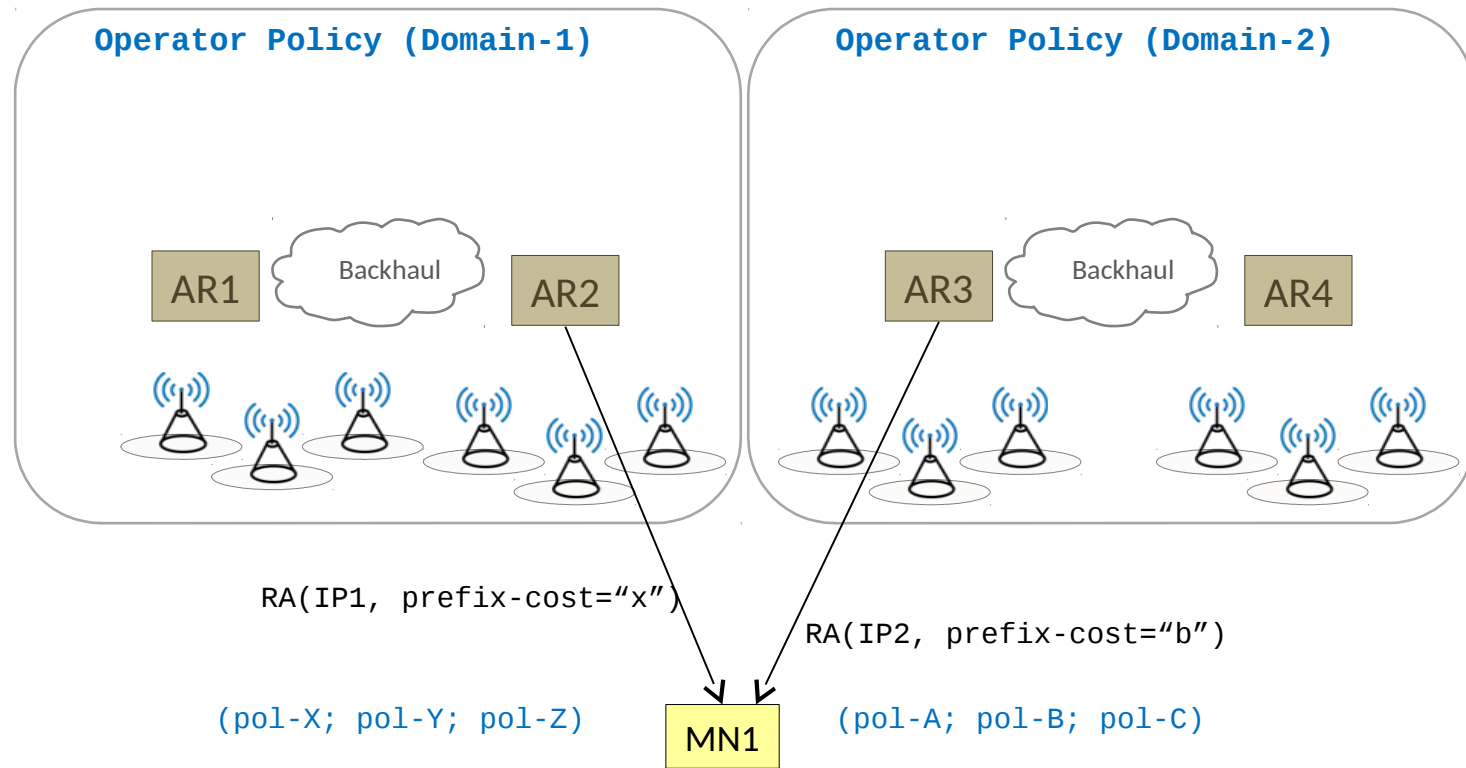 Operator Policy (Domain-1)
Operator Policy (Domain-2)
AR1
Backhaul
AR2
AR3
Backhaul
AR4
RA(IP1, prefix-cost=“x”)
RA(IP2, prefix-cost=“b”)
(pol-X; pol-Y; pol-Z)
MN1
(pol-A; pol-B; pol-C)